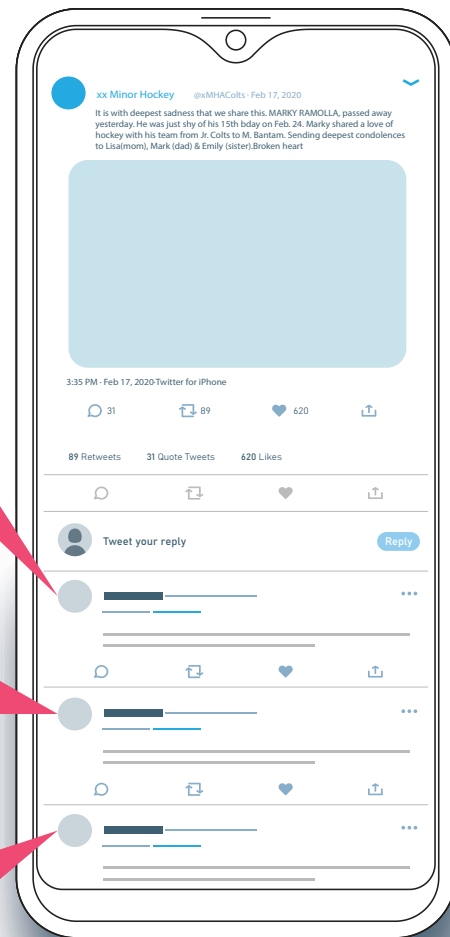 xx Minor Hockey @xMHAColts · Feb 17, 2020
It is with deepest sadness that we share this. MARKY RAMOLLA, passed away
yesterday. He was just shy of his 15th bday on Feb. 24. Marky shared a love of
hockey with his team from Jr. Colts to M. Bantam. Sending deepest condolences
to Lisa(mom), Mark (dad) & Emily (sister).Broken heart
3:35 PM · Feb 17, 2020·Twitter for iPhone
31 89 620
89 Retweets 31 Quote Tweets 620 Likes
Tweet your reply Reply